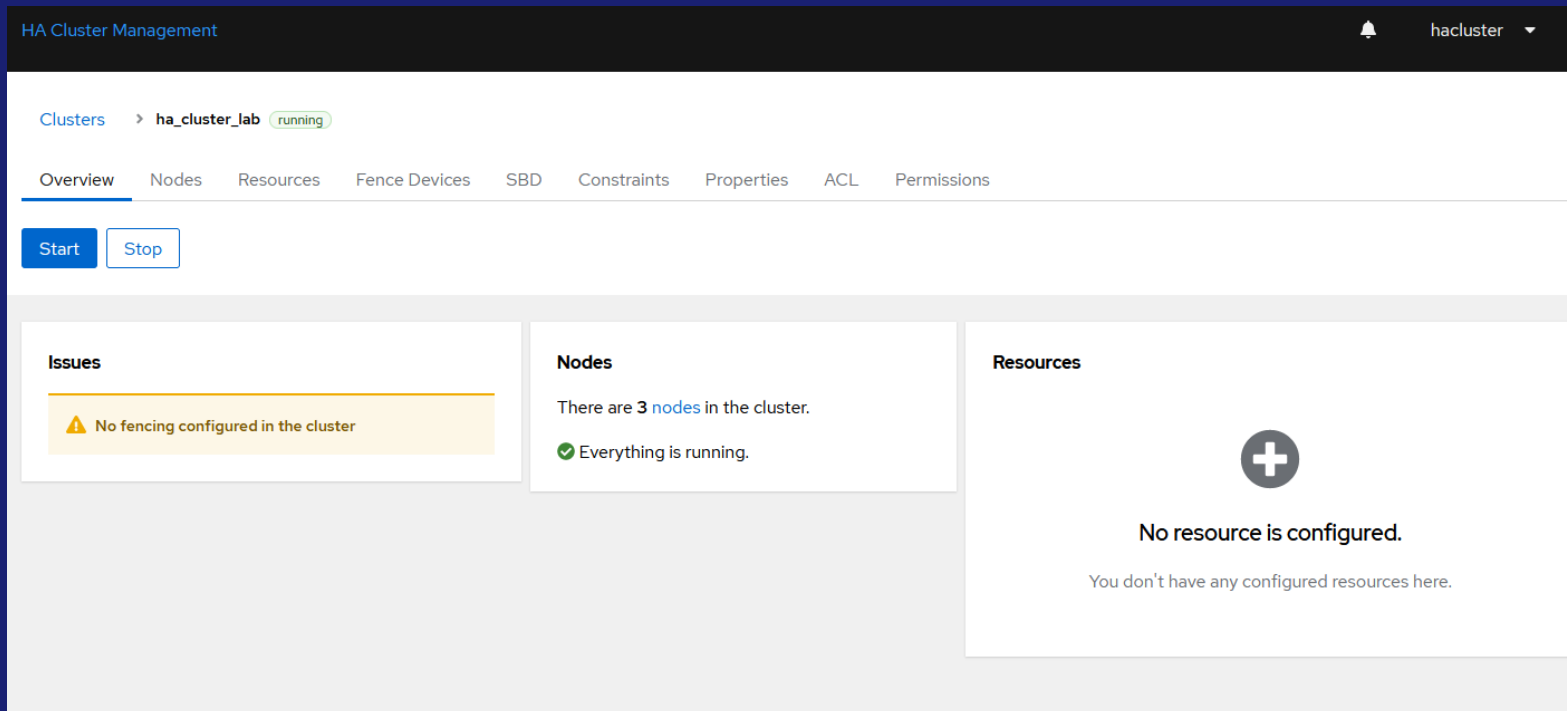 HA Cluster Management
hacluster
Clusters > ha_cluster_lab running
Overview Nodes Resources Fence Devices SBD Constraints Properties ACL Permissions
Start Stop
Issues
No fencing configured in the cluster
Nodes
There are 3 nodes in the cluster.
Everything is running.
Resources
No resource is configured.
You don't have any configured resources here.